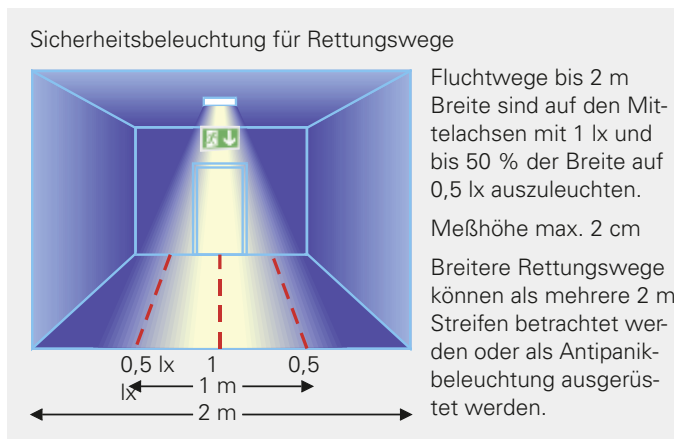 Sicherheitsbeleuchtung für Rettungswege
Fluchtwege bis 2 m
Breite sind auf den Mit-
telachsen mit 1 lx und
bis 50 % der Breite auf
0,5 lx auszuleuchten.
Meßhöhe max. 2 cm
Breitere Rettungswege
können als mehrere 2 m
Streifen betrachtet wer-
den oder als Antipanik-
beleuchtung ausgerüs-
tet werden.
0,5 lx 1 0,5
lx
1 m
2 m